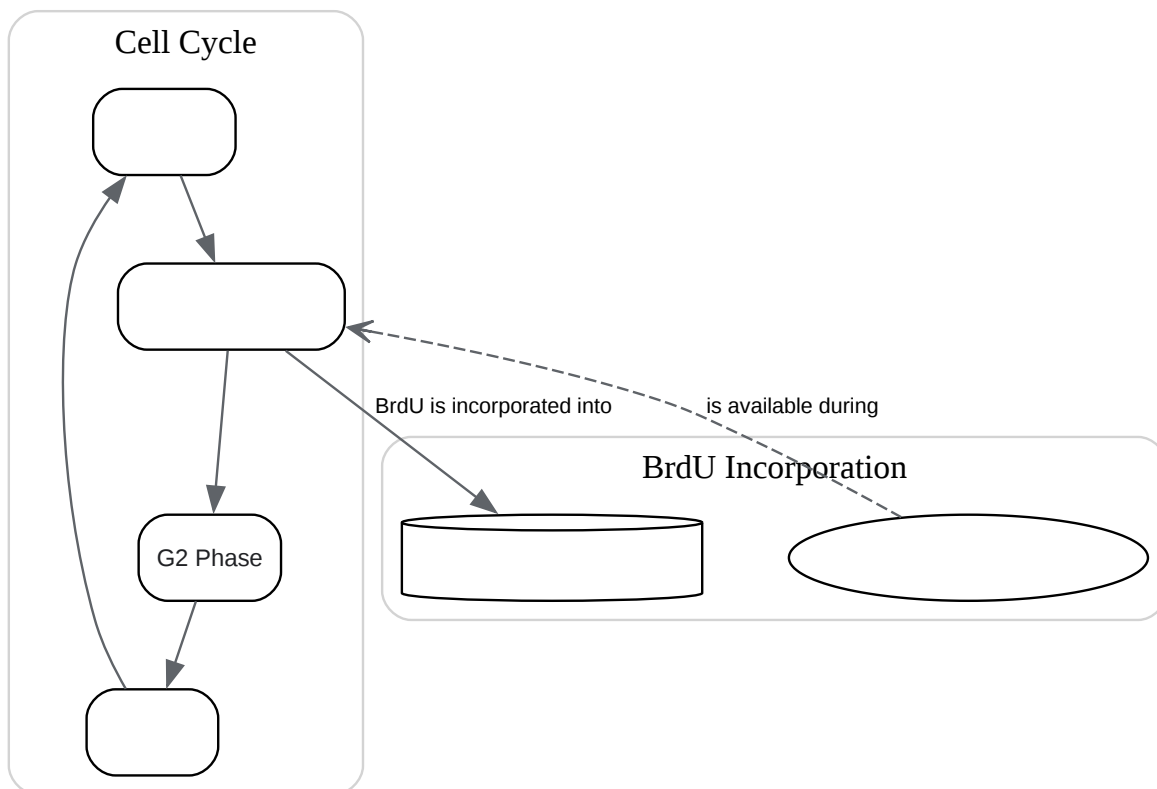 Cell Cycle
BrdU is incorporated into
is available during
BrdU Incorporation
G2 Phase